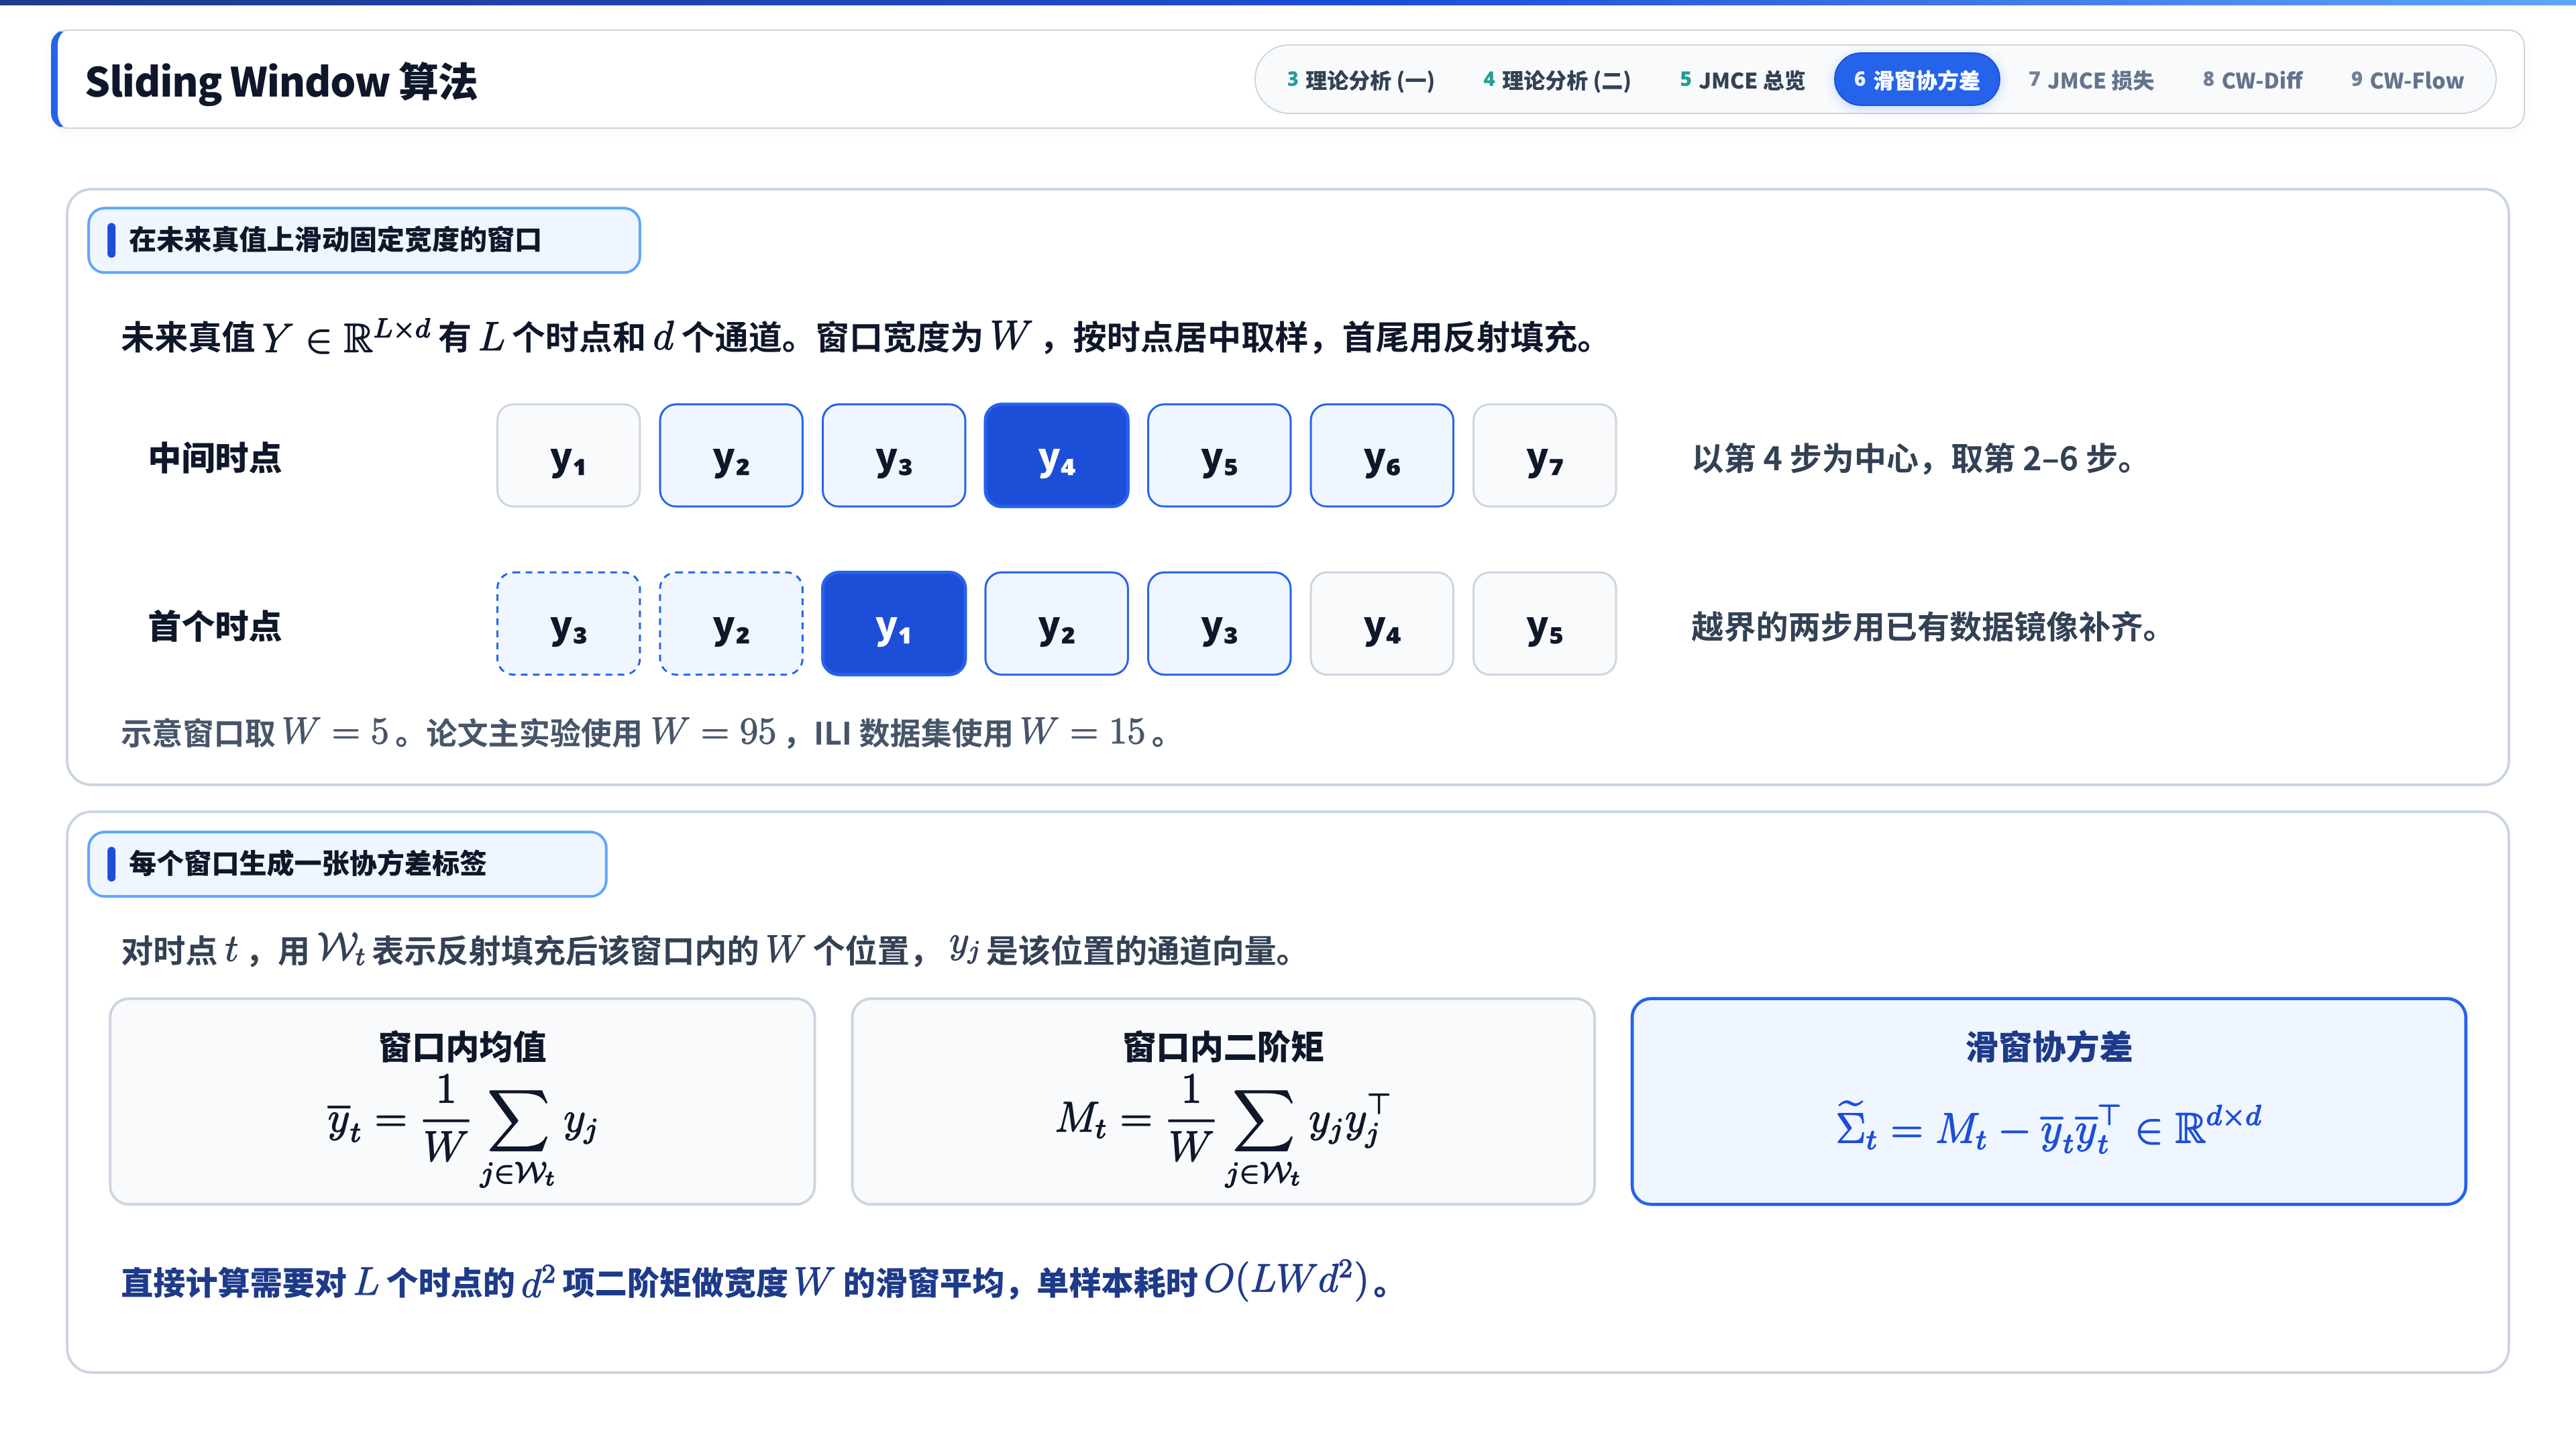 Sliding Window 算法
3 理论分析 (一) 4 理论分析 (二) 5 JMCE 总览 6 滑窗协方差 7 JMCE 损失 8 CW-Diff 9 CW-Flow
在未来真值上滑动固定宽度的窗口
未来真值 Y ∈ ℝ^{L×d} 有 L 个时点和 d 个通道。窗口宽度为 W，按时点居中取样，首尾用反射填充。
中间时点 y₁ y₂ y₃ y₄ y₅ y₆ y₇ 以第 4 步为中心，取第 2–6 步。
首个时点 y₃ y₂ y₁ y₂ y₃ y₄ y₅ 越界的两步用已有数据镜像补齐。
示意窗口取 W = 5。论文主实验使用 W = 95，ILI 数据集使用 W = 15。
每个窗口生成一张协方差标签
对时点 t，用 𝒲_t 表示反射填充后该窗口内的 W 个位置，y_j 是该位置的通道向量。
窗口内均值 窗口内二阶矩 滑窗协方差
\overline{y}_t = \frac{1}{W} \sum_{j∈𝒲_t} y_j M_t = \frac{1}{W} \sum_{j∈𝒲_t} y_j y_j^⊤ \widetilde{Σ}_t = M_t − \overline{y}_t \overline{y}_t^⊤ ∈ ℝ^{d×d}
直接计算需要对 L 个时点的 d² 项二阶矩做宽度 W 的滑窗平均，单样本耗时 O(LWd²)。